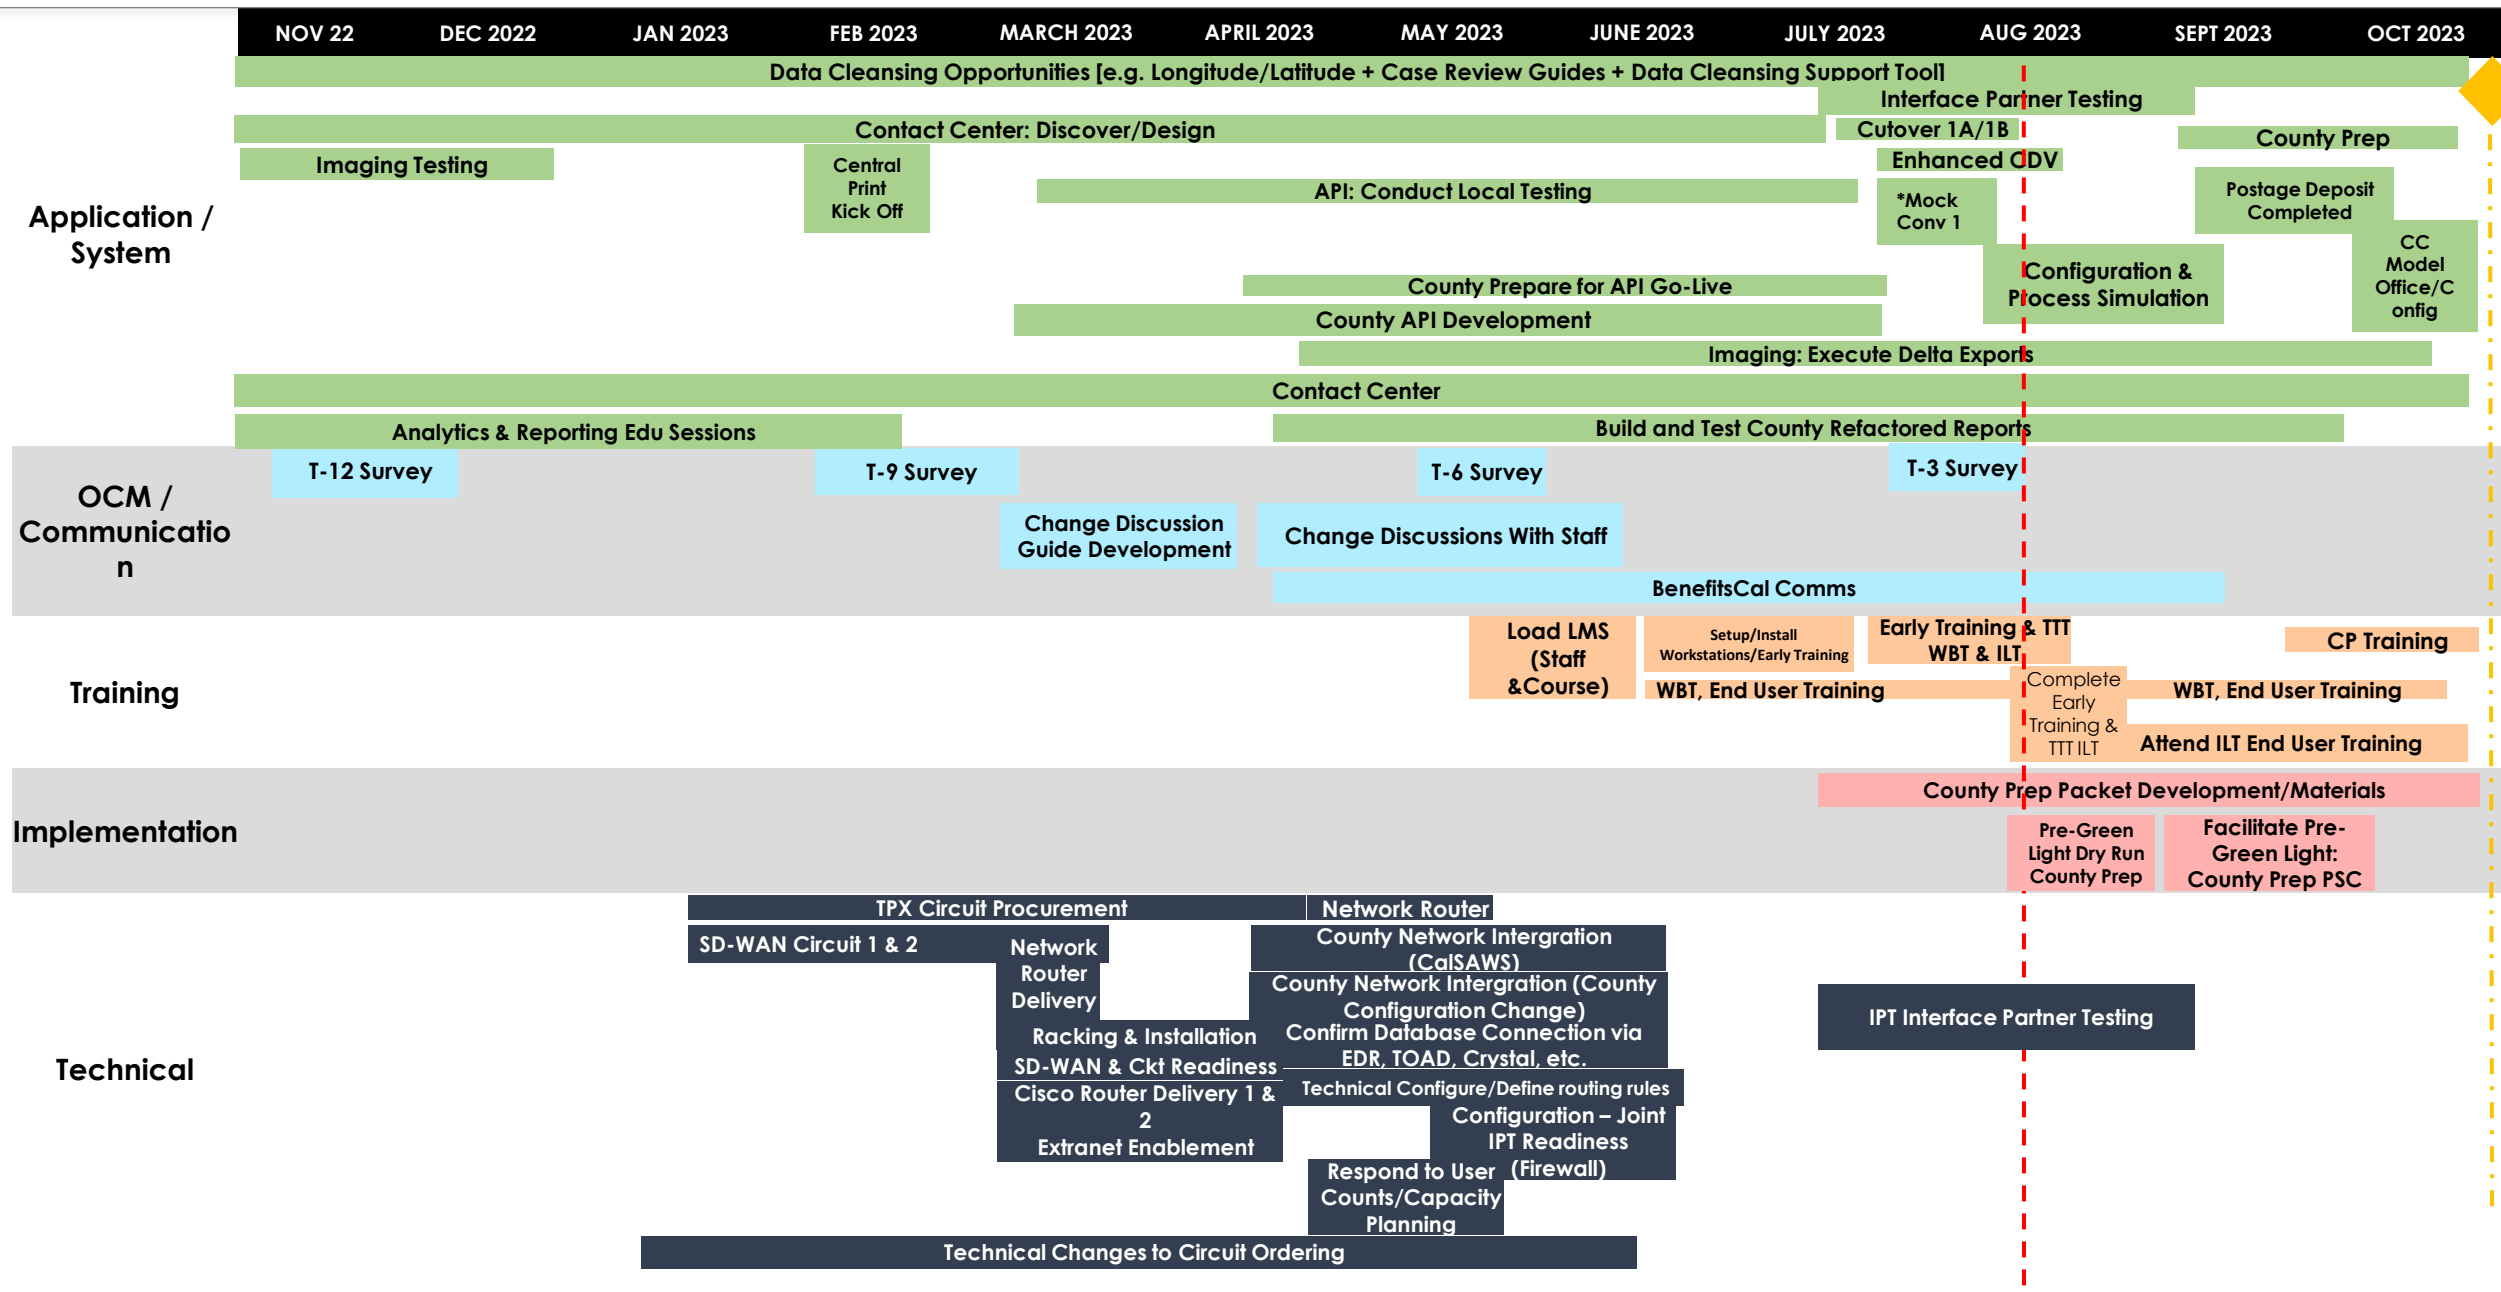 NOV 22 DEC 2022 JAN 2023 FEB 2023 MARCH 2023 APRIL 2023 MAY 2023 JUNE 2023 JULY 2023 AUG 2023 SEPT 2023 OCT 2023
Data Cleansing Opportunities [e.g. Longitude/Latitude + Case Review Guides + Data Cleansing Support Tool]
Interface Partner Testing
Contact Center: Discover/Design
Cutover 1A/1B
County Prep
Imaging Testing
Central
Print
Kick Off
Enhanced CDV
API: Conduct Local Testing
*Mock
Conv 1
Postage Deposit
Completed
Application /
System
CC
Model
Office/C
onfig
Configuration &
Process Simulation
County Prepare for API Go-Live
County API Development
Imaging: Execute Delta Exports
Contact Center
Analytics & Reporting Edu Sessions
Build and Test County Refactored Reports
OCM /
Communicatio
n
T-12 Survey
T-9 Survey
T-6 Survey
T-3 Survey
Change Discussion
Guide Development
Change Discussions With Staff
BenefitsCal Comms
Training
Load LMS
(Staff
&Course)
Setup/Install
Workstations/Early Training
Early Training & TTT
WBT & ILT
CP Training
WBT, End User Training
Complete
Early
Training &
TTT ILT
WBT, End User Training
Attend ILT End User Training
Implementation
County Prep Packet Development/Materials
Pre-Green
Light Dry Run
County Prep
Facilitate Pre-
Green Light:
County Prep PSC
Technical
TPX Circuit Procurement
Network Router
SD-WAN Circuit 1 & 2
Network
Router
Delivery
County Network Intergration
(CalSAWS)
County Network Intergration (County
Configuration Change)
IPT Interface Partner Testing
Racking & Installation
Confirm Database Connection via
EDR, TOAD, Crystal, etc.
SD-WAN & Ckt Readiness
Cisco Router Delivery 1 &
2
Extranet Enablement
Technical Configure/Define routing rules
Configuration – Joint
IPT Readiness
(Firewall)
Respond to User
Counts/Capacity
Planning
Technical Changes to Circuit Ordering